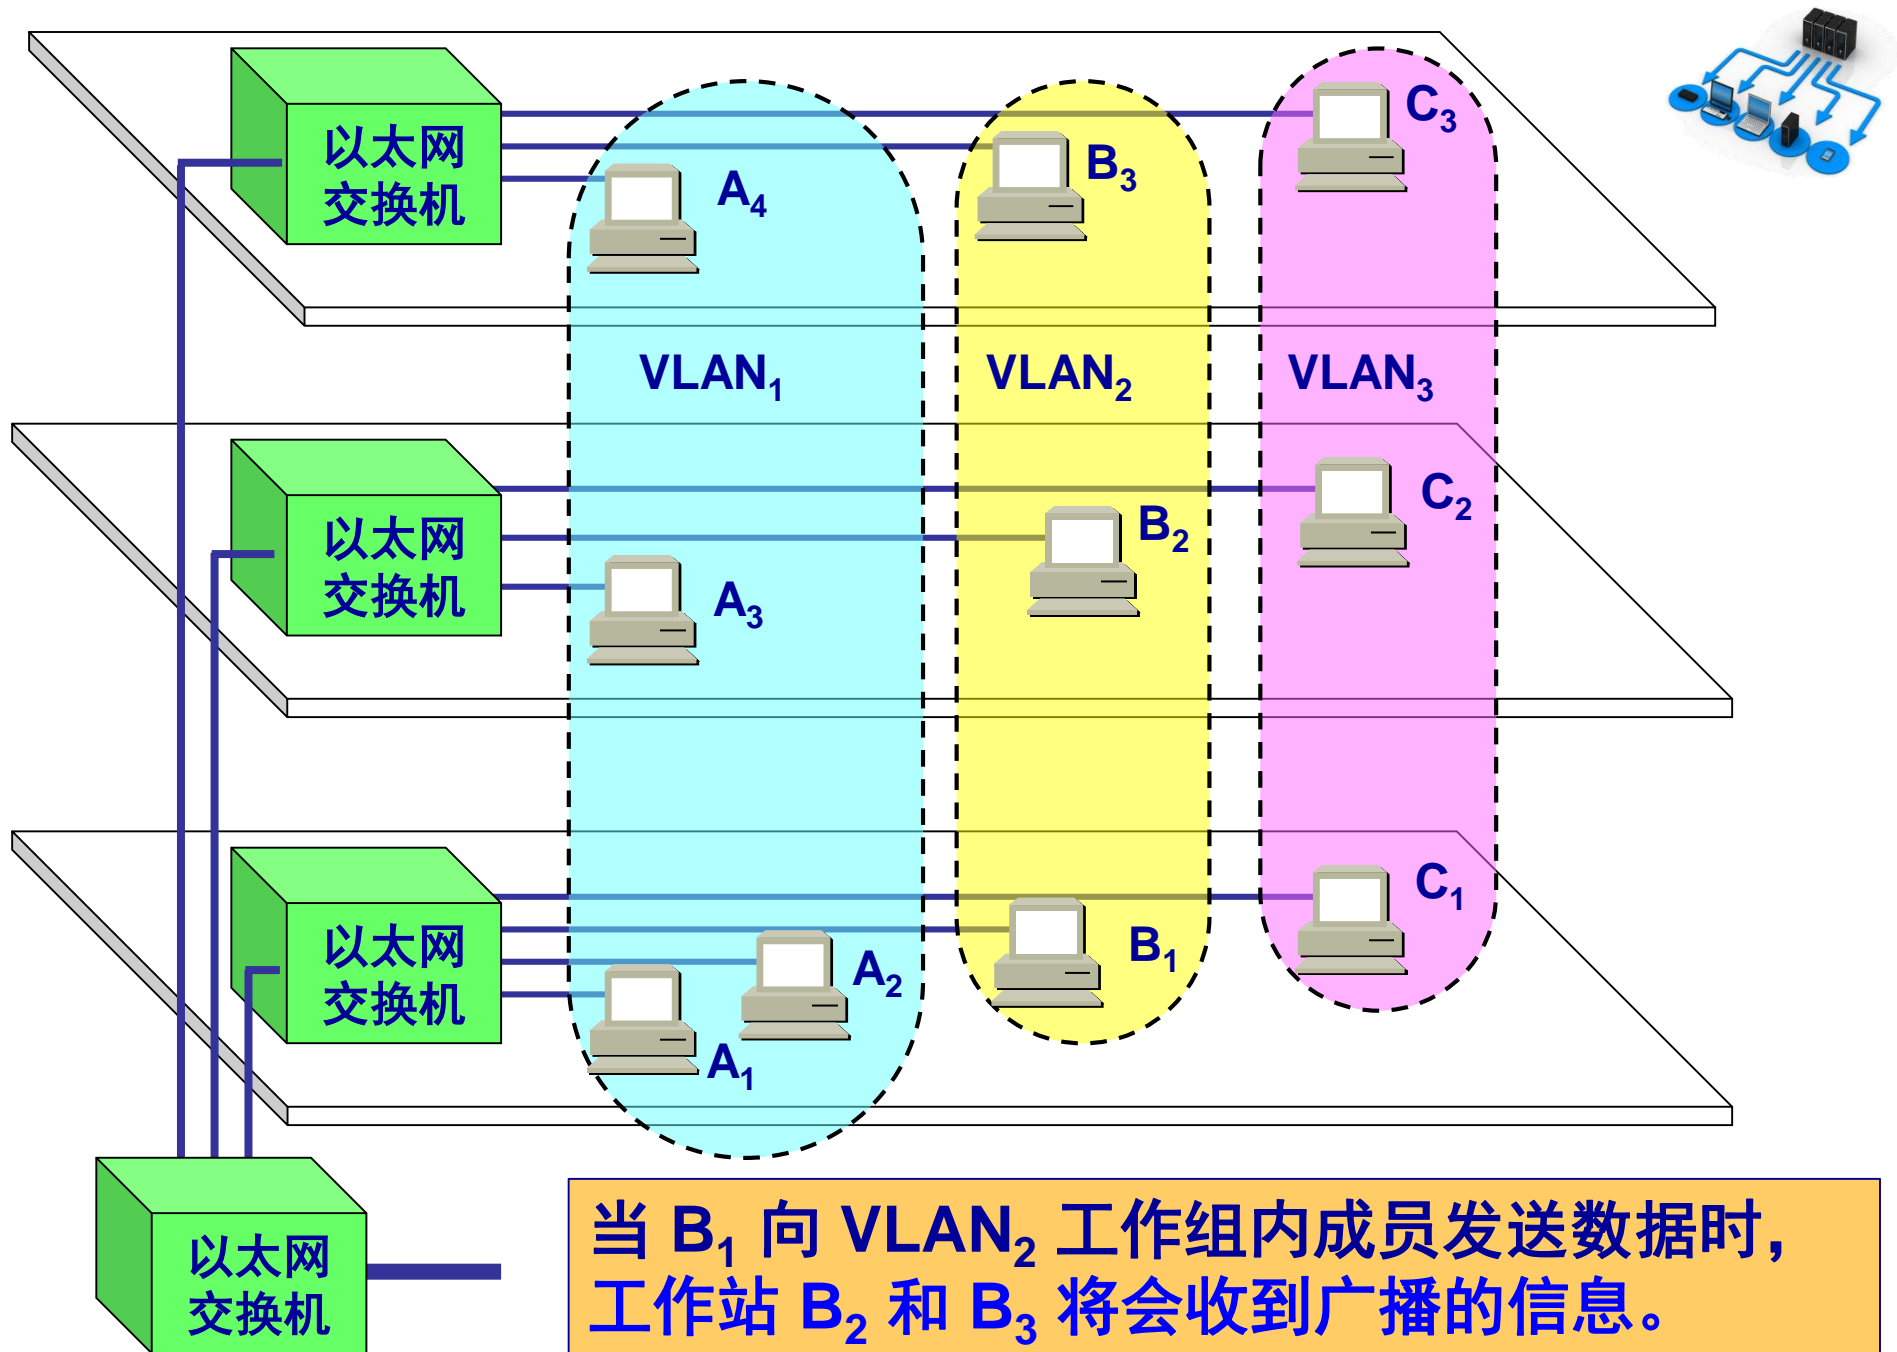 以太网
交换机
A₄
B₃
C₃
VLAN₁
VLAN₂
VLAN₃
以太网
交换机
A₃
B₂
C₂
以太网
交换机
A₁
A₂
B₁
C₁
以太网
交换机
当 B₁ 向 VLAN₂ 工作组内成员发送数据时,
工作站 B₂ 和 B₃ 将会收到广播的信息。